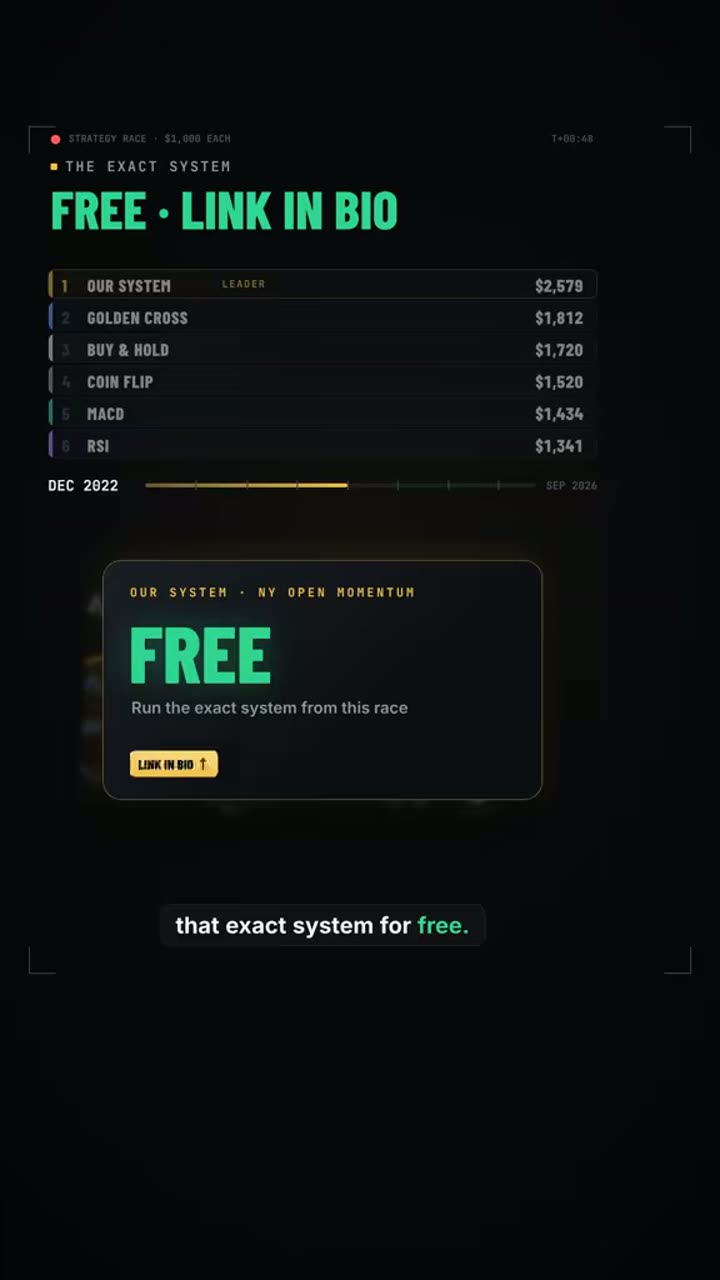 STRATEGY RACE · $1,000 EACH T+00:48
THE EXACT SYSTEM
FREE · LINK IN BIO
1 OUR SYSTEM LEADER $2,579
2 GOLDEN CROSS $1,812
3 BUY & HOLD $1,720
4 COIN FLIP $1,520
5 MACD $1,434
6 RSI $1,341
DEC 2022 SEP 2026
OUR SYSTEM · NY OPEN MOMENTUM
FREE
Run the exact system from this race
LINK IN BIO ↑
that exact system for free.